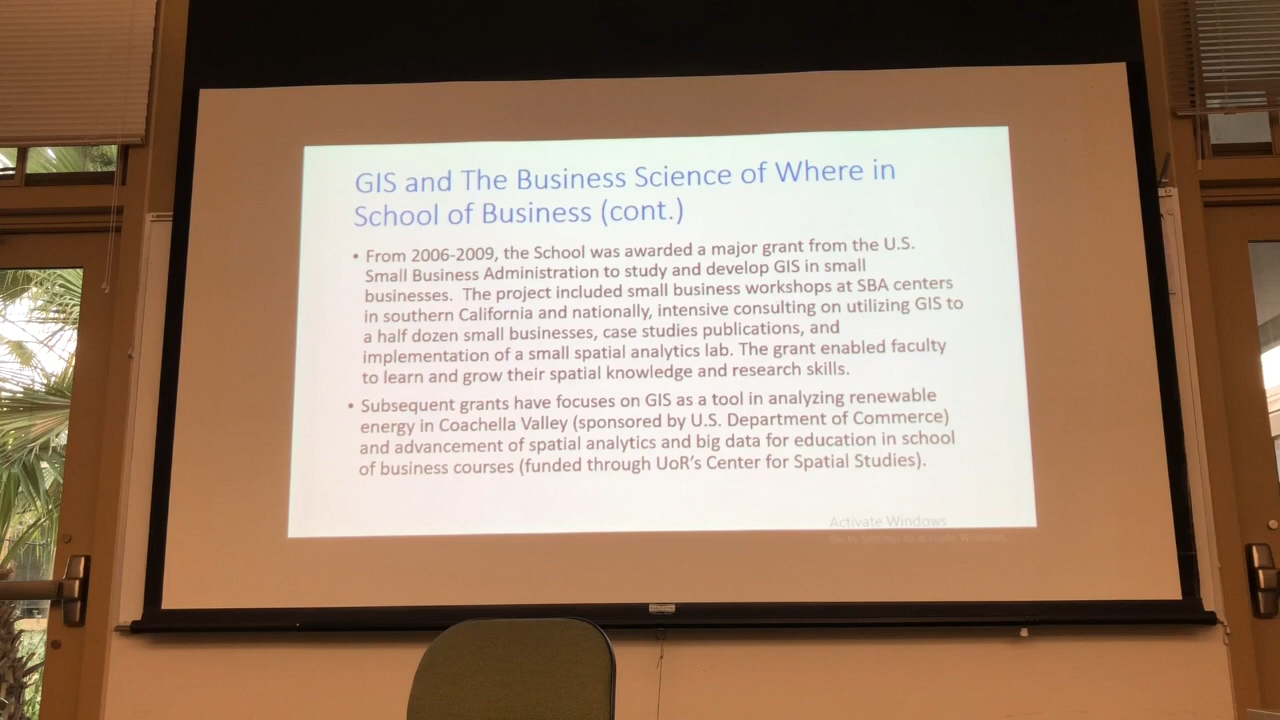 GIS and The Business Science of Where in
School of Business (cont.)
• From 2006-2009, the School was awarded a major grant from the U.S.
Small Business Administration to study and develop GIS in small
businesses. The project included small business workshops at SBA centers
in southern California and nationally, intensive consulting on utilizing GIS to
a half dozen small businesses, case studies publications, and
implementation of a small spatial analytics lab. The grant enabled faculty
to learn and grow their spatial knowledge and research skills.
• Subsequent grants have focuses on GIS as a tool in analyzing renewable
energy in Coachella Valley (sponsored by U.S. Department of Commerce)
and advancement of spatial analytics and big data for education in school
of business courses (funded through UoR's Center for Spatial Studies).
Activate Windows
Go to Settings to activate Windows.